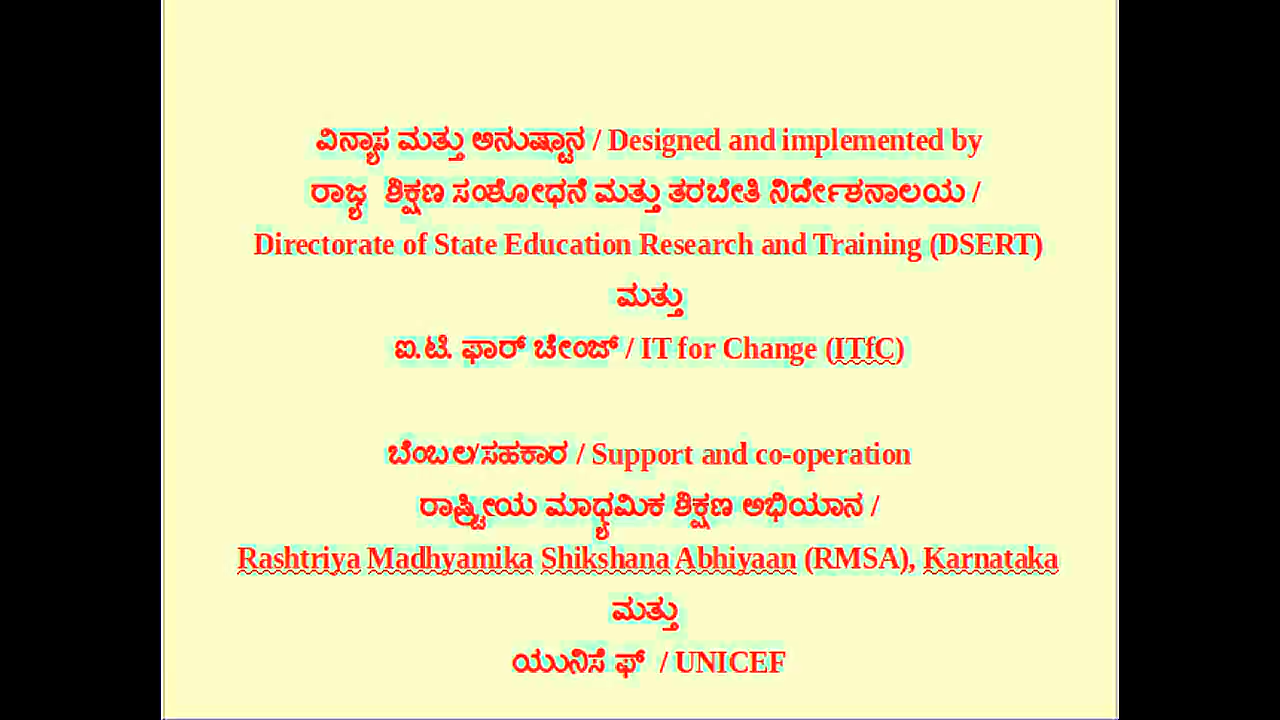 ವಿನ್ಯಾಸ ಮತ್ತು ಅನುಷ್ಟಾನ / Designed and implemented by
ರಾಜ್ಯ ಶಿಕ್ಷಣ ಸಂಶೋಧನೆ ಮತ್ತು ತರಬೇತಿ ನಿರ್ದೇಶನಾಲಯ /
Directorate of State Education Research and Training (DSERT)
ಮತ್ತು
ಐ.ಟಿ. ಫಾರ್ ಚೇಂಜ್ / IT for Change (ITfC)
ಬೆಂಬಲ/ಸಹಕಾರ / Support and co-operation
ರಾಷ್ಟ್ರೀಯ ಮಾಧ್ಯಮಿಕ ಶಿಕ್ಷಣ ಅಭಿಯಾನ /
Rashtriya Madhyamika Shikshana Abhiyaan (RMSA), Karnataka
ಮತ್ತು
ಯುನಿಸೆಫ್ / UNICEF